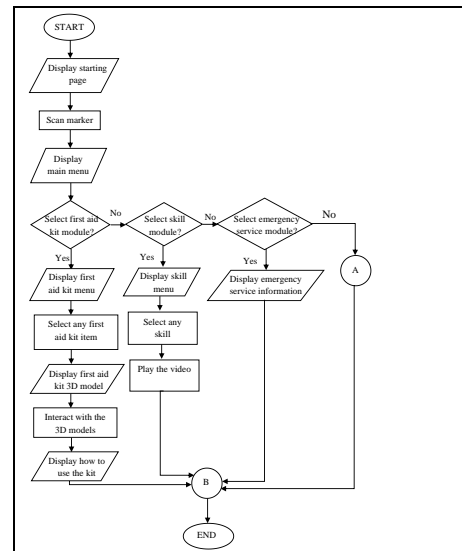 START
Display starting
page
Scan marker
Display
main menu
Select first aid
kit module?
No
Select skill
module?
No
Select emergency
service module?
No
Yes
Display first
aid kit menu
Yes
Display skill
menu
Yes
Display emergency
service information
A
Select any first
aid kit item
Select any
skill
Display first aid
kit 3D model
Play the video
Interact with the
3D models
Display how to
use the kit
B
END